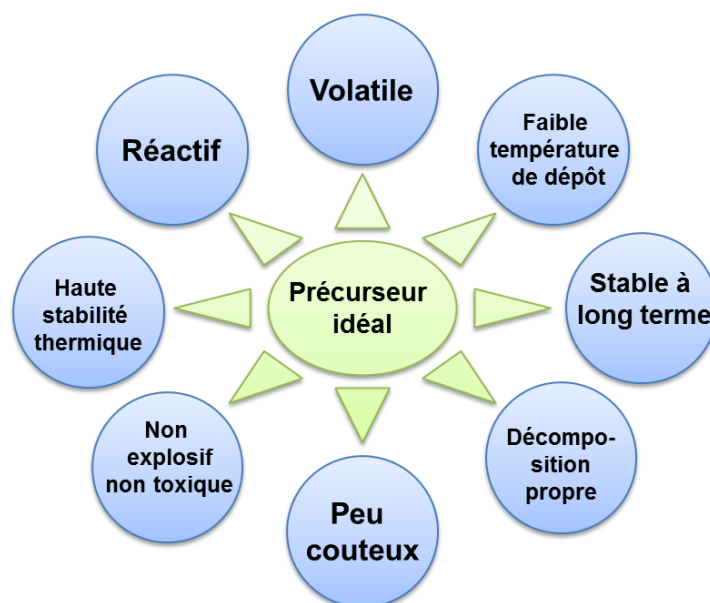 Volatile
Faible
température
de dépôt
Stable à
long terme
Décompo-
sition
propre
Peu
couteux
Non
explosif
non toxique
Haute
stabilité
thermique
Réactif
Précurseur
idéal